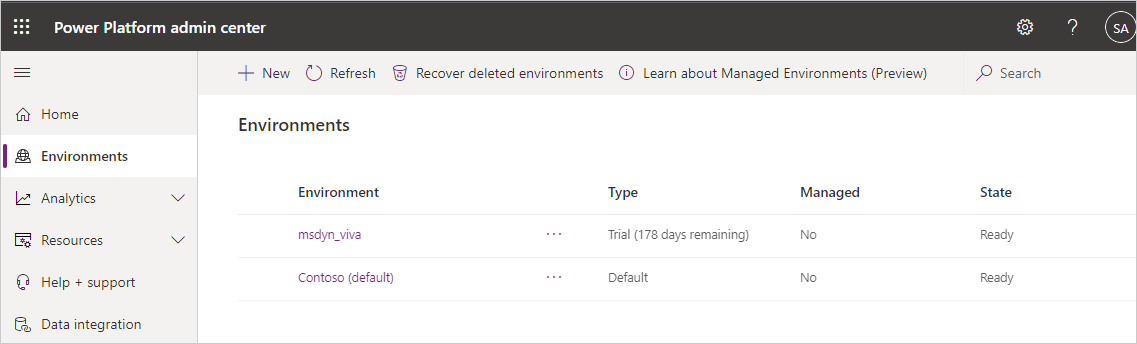 Power Platform admin center
?
SA
New
Refresh
Recover deleted environments
Learn about Managed Environments (Preview)
Search
Home
Environments
Analytics
Resources
Help + support
Data integration
Environments
Environment Type Managed State
msdyn_viva ··· Trial (178 days remaining) No Ready
Contoso (default) ··· Default No Ready